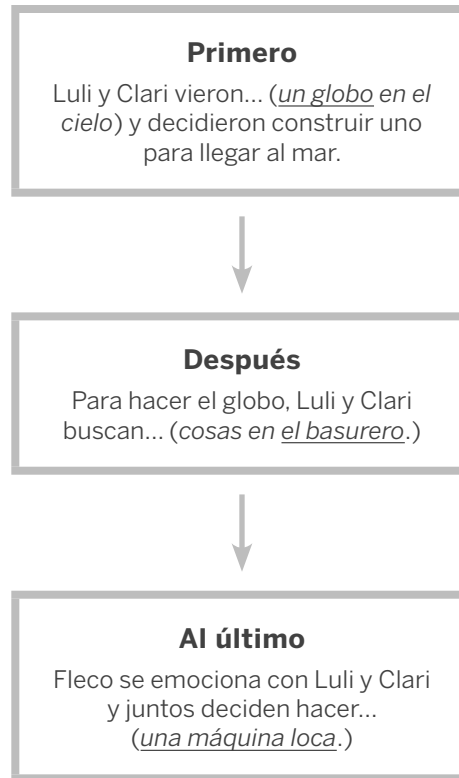 Primero
Luli y Clari vieron... (un globo en el
cielo) y decidieron construir uno
para llegar al mar.
Después
Para hacer el globo, Luli y Clari
buscan... (cosas en el basurero.)
Al último
Fleco se emociona con Luli y Clari
y juntos deciden hacer...
(una máquina loca.)